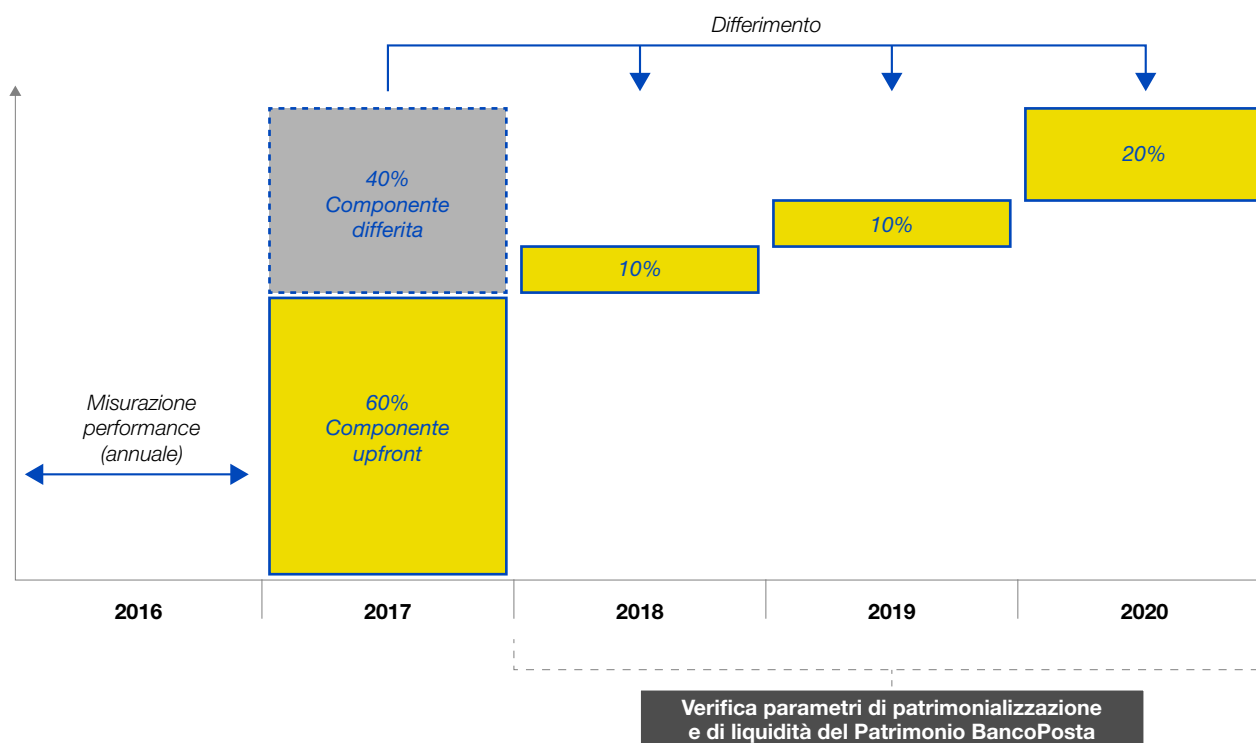 Differimento
40%
Componente
differita
20%
10%
10%
Misurazione
performance
(annuale)
60%
Componente
upfront
2016
2017
2018
2019
2020
Verifica parametri di patrimonializzazione
e di liquidità del Patrimonio BancoPosta